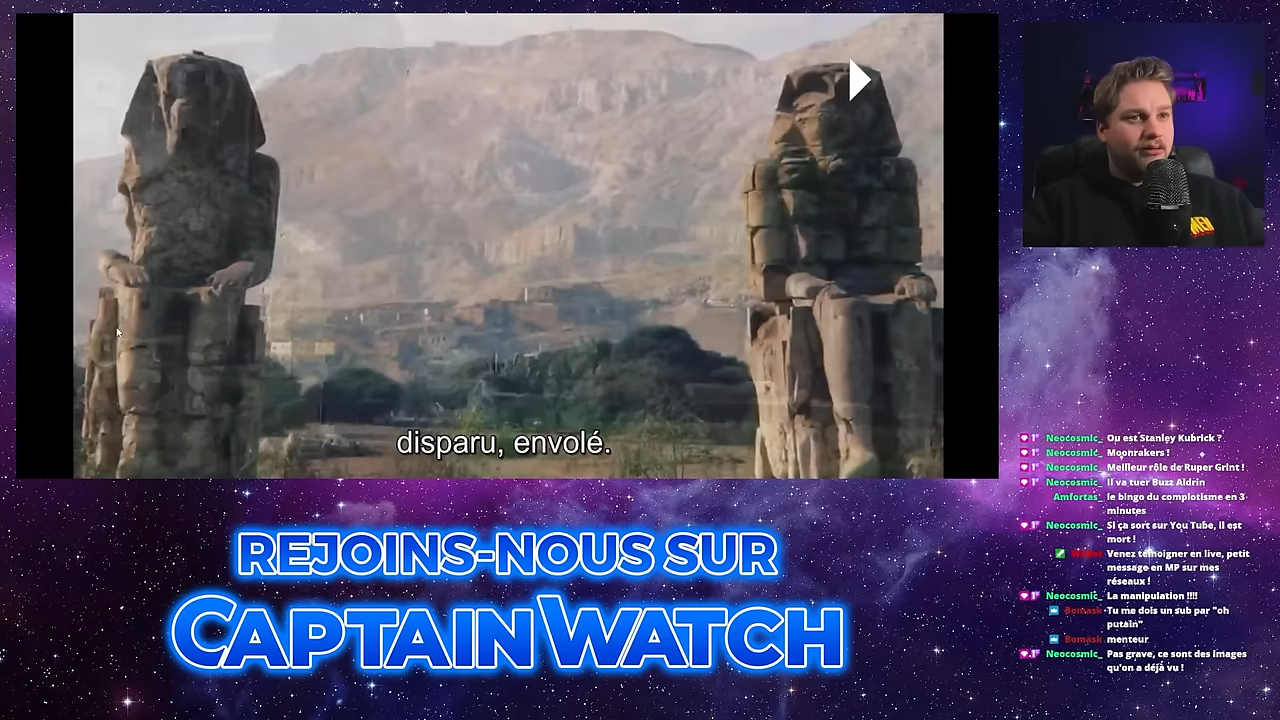 disparu, envolé.
REJOINS-NOUS SUR
CAPTAINWATCH
Neocosmic_ Ou est Stanley Kubrick ?
Neocosmic_ Moonrakers !
Neocosmic_ Meilleur rôle de Ruper Grint !
Neocosmic_ Il va tuer Buzz Aldrin
Amfortas_ le bingo du complotisme en 3
minutes
Neocosmic_ Si ça sort sur You Tube, il est
mort !
Venez témoigner en live, petit
message en MP sur mes
réseaux !
Neocosmic_ La manipulation !!!!
Bomask Tu me dois un sub par "oh
putain"
Bomask menteur
Neocosmic_ Pas grave, ce sont des images
qu'on a déjà vu !